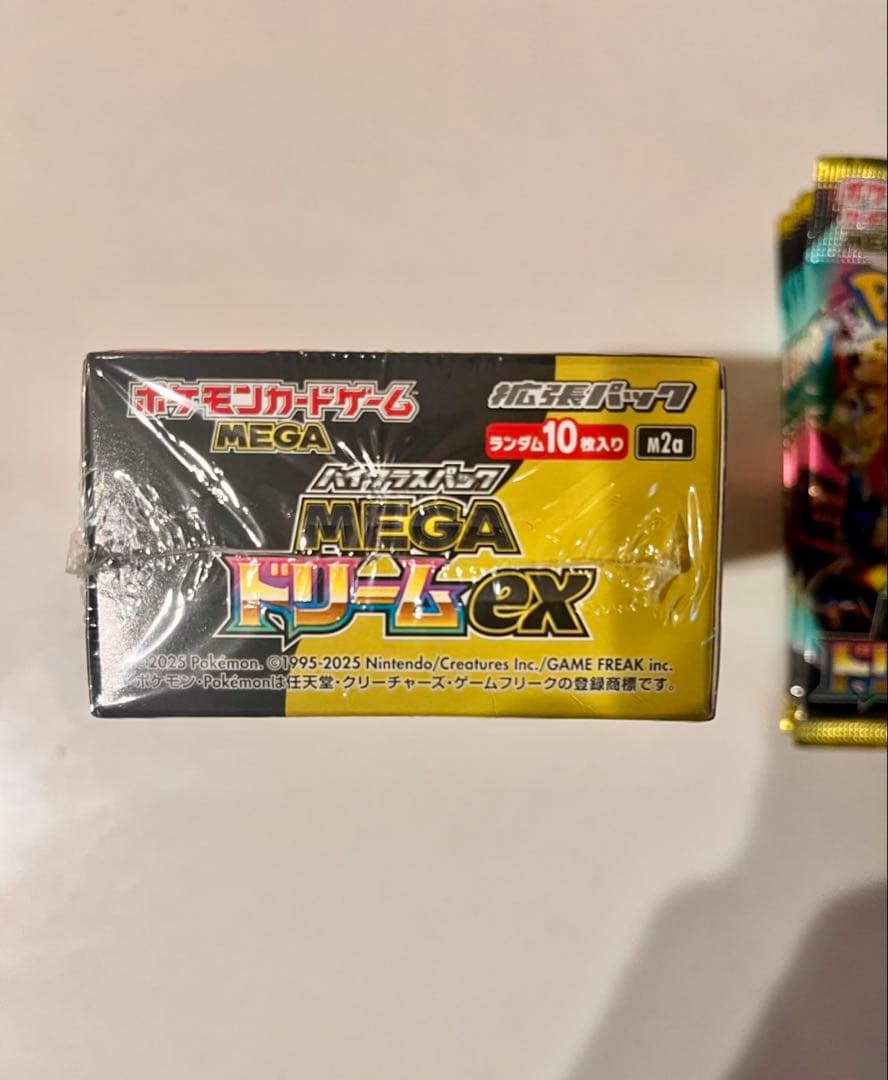 ポケモンカードゲーム
MEGA
拡張パック
ランダム10枚入り
M2a
ハイクラスパック
MEGA
ドリームex
©2025 Pokémon. ©1995-2025 Nintendo/Creatures Inc./GAME FREAK inc.
ポケモン・Pokémonは任天堂・クリーチャーズ・ゲームフリークの登録商標です。